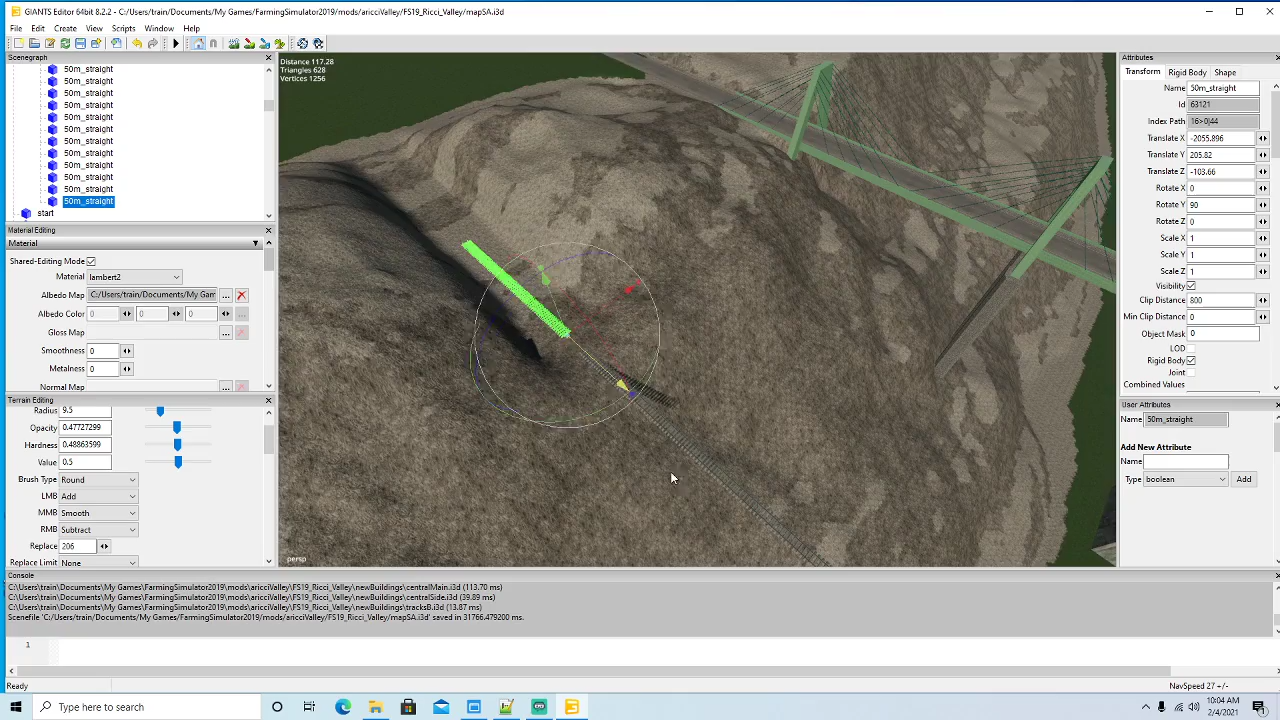 GIANTS Editor 64bit 8.2.2 - C:/Users/train/Documents/My Games/FarmingSimulator2019/mods/aricciValley/FS19_Ricci_Valley/mapSA.i3d
File Edit Create View Scripts Window Help
Scenegraph
50m_straight
50m_straight
50m_straight
50m_straight
50m_straight
50m_straight
50m_straight
50m_straight
50m_straight
50m_straight
50m_straight
50m_straight
start
Material Editing
Material
Shared-Editing Mode
Material lambert2
Albedo Map C:/Users/train/Documents/My Gam ...
Albedo Color 0 0 0 ...
Gloss Map ...
Smoothness 0
Metalness 0
Normal Map ...
Terrain Editing
Radius 9.5
Opacity 0.47727299
Hardness 0.48863599
Value 0.5
Brush Type Round
LMB Add
MMB Smooth
RMB Subtract
Replace 206
Replace Limit None
Distance 117.28
Triangles 628
Vertices 1256
persp
Attributes
Transform Rigid Body Shape
Name 50m_straight
Id 63121
Index Path 16>0|44
Translate X -2055.896
Translate Y 205.82
Translate Z -103.66
Rotate X 0
Rotate Y 90
Rotate Z 0
Scale X 1
Scale Y 1
Scale Z 1
Visibility
Clip Distance 800
Min Clip Distance 0
Object Mask 0
LOD
Rigid Body
Joint
Combined Values
User Attributes
Name 50m_straight
Add New Attribute
Name
Type boolean Add
Console
C:/Users/train/Documents/My Games/FarmingSimulator2019/mods/aricciValley/FS19_Ricci_Valley/newBuildings\centralMain.i3d (113.70 ms)
C:/Users/train/Documents/My Games/FarmingSimulator2019/mods/aricciValley/FS19_Ricci_Valley/newBuildings\centralSide.i3d (39.89 ms)
C:/Users/train/Documents/My Games/FarmingSimulator2019/mods/aricciValley/FS19_Ricci_Valley/newBuildings\tracksB.i3d (13.87 ms)
Scenefile 'C:/Users/train/Documents/My Games/FarmingSimulator2019/mods/aricciValley/FS19_Ricci_Valley/mapSA.i3d' saved in 31766.479200 ms.
1
Ready
NavSpeed 27 +/-
Type here to search
10:04 AM
2/4/2021
1